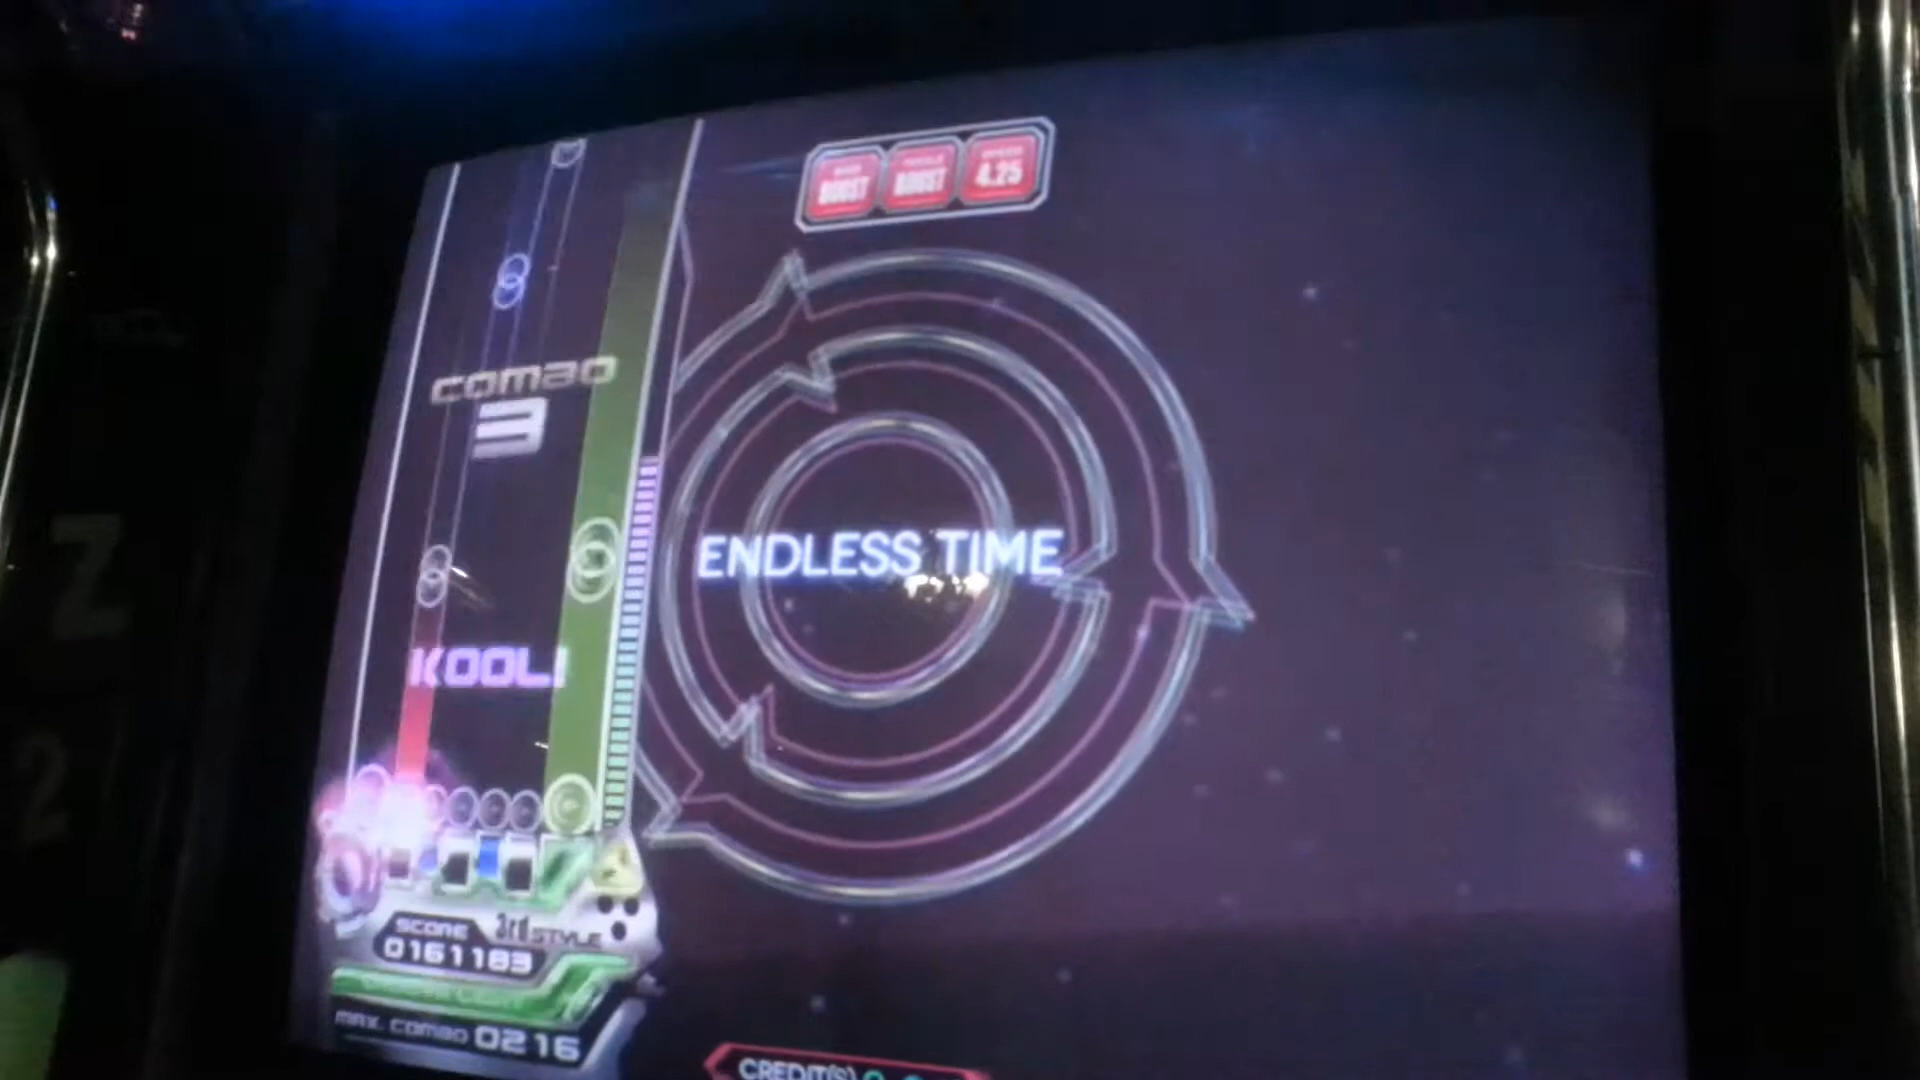 BOOST
BOOST
4.25
COMBO
3
ENDLESS TIME
KOOL!
SCORE
3rd STYLE
0161183
MAX. COMBO 0216
CREDIT(S)